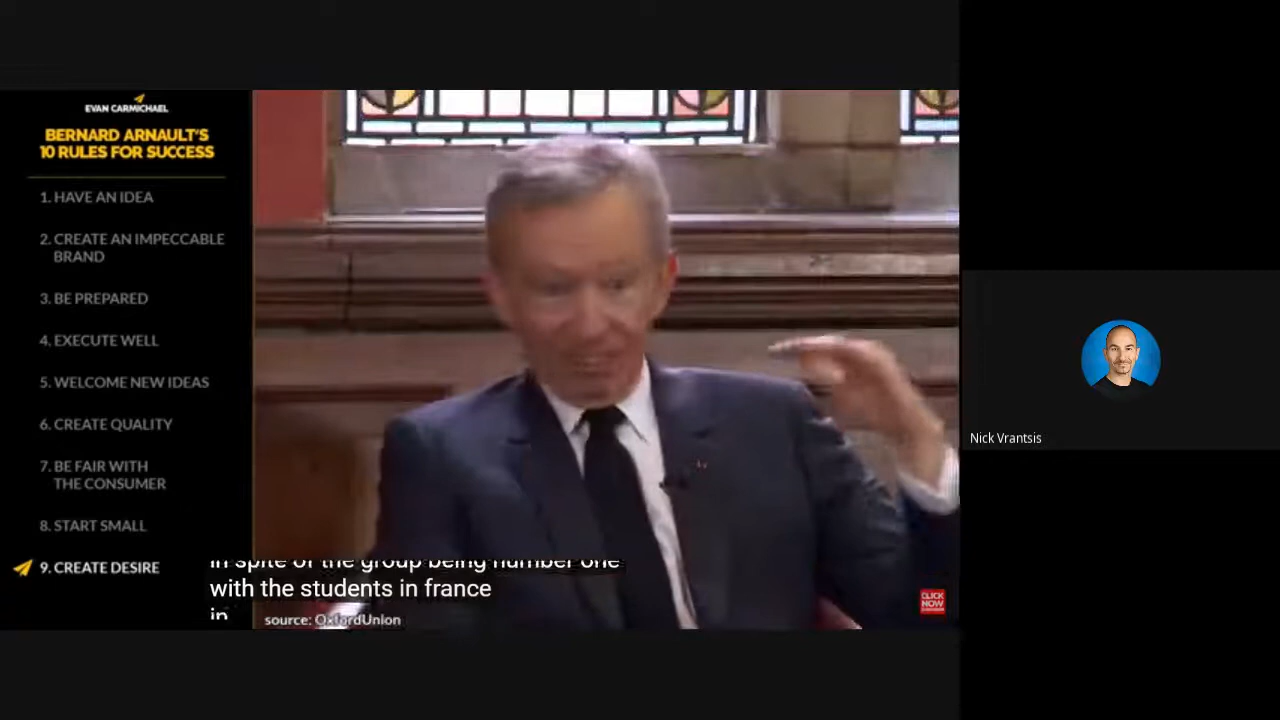 EVAN CARMICHAEL
BERNARD ARNAULT'S
10 RULES FOR SUCCESS
1. HAVE AN IDEA
2. CREATE AN IMPECCABLE
BRAND
3. BE PREPARED
4. EXECUTE WELL
5. WELCOME NEW IDEAS
6. CREATE QUALITY
7. BE FAIR WITH
THE CONSUMER
8. START SMALL
9. CREATE DESIRE
in spite of the group being number one
with the students in france
in
source: OxfordUnion
CLICK
NOW
Nick Vrantsis